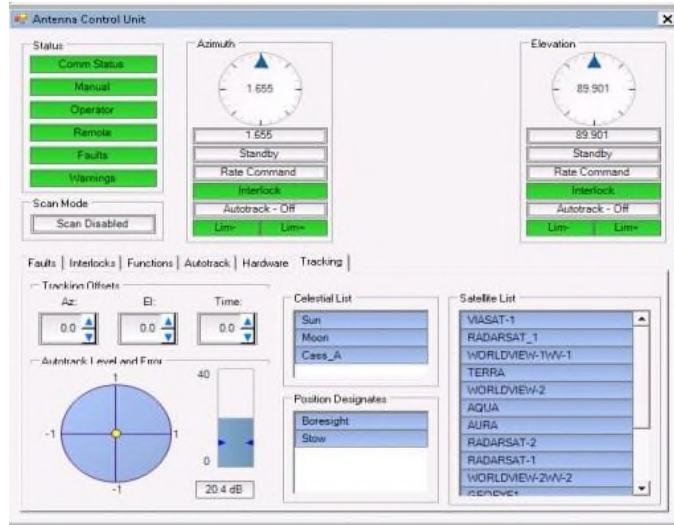 Antenna Control Unit
Status
Comm Status
Manual
Operator
Remote
Faults
Warnings
Scan Mode
Scan Disabled
Azimuth
1.655
1.655
Standby
Rate Command
Interlock
Autotrack - Off
Lim- Lim+
Elevation
89.901
89.901
Standby
Rate Command
Interlock
Autotrack - Off
Lim- Lim+
Faults Interlocks Functions Autotrack Hardware Tracking
Tracking Offsets
Az: El: Time:
0.0 0.0 0.0
Autotrack Level and Error
1
-1 1
-1
40
0
20.4 dB
Celestial List
Sun
Moon
Cass_A
Position Designates
Boresight
Stow
Satellite List
VIASAT-1
RADARSAT_1
WORLDVIEW-1WV-1
TERRA
WORLDVIEW-2
AQUA
AURA
RADARSAT-2
RADARSAT-1
WORLDVIEW-2WV-2
GEOEYE1